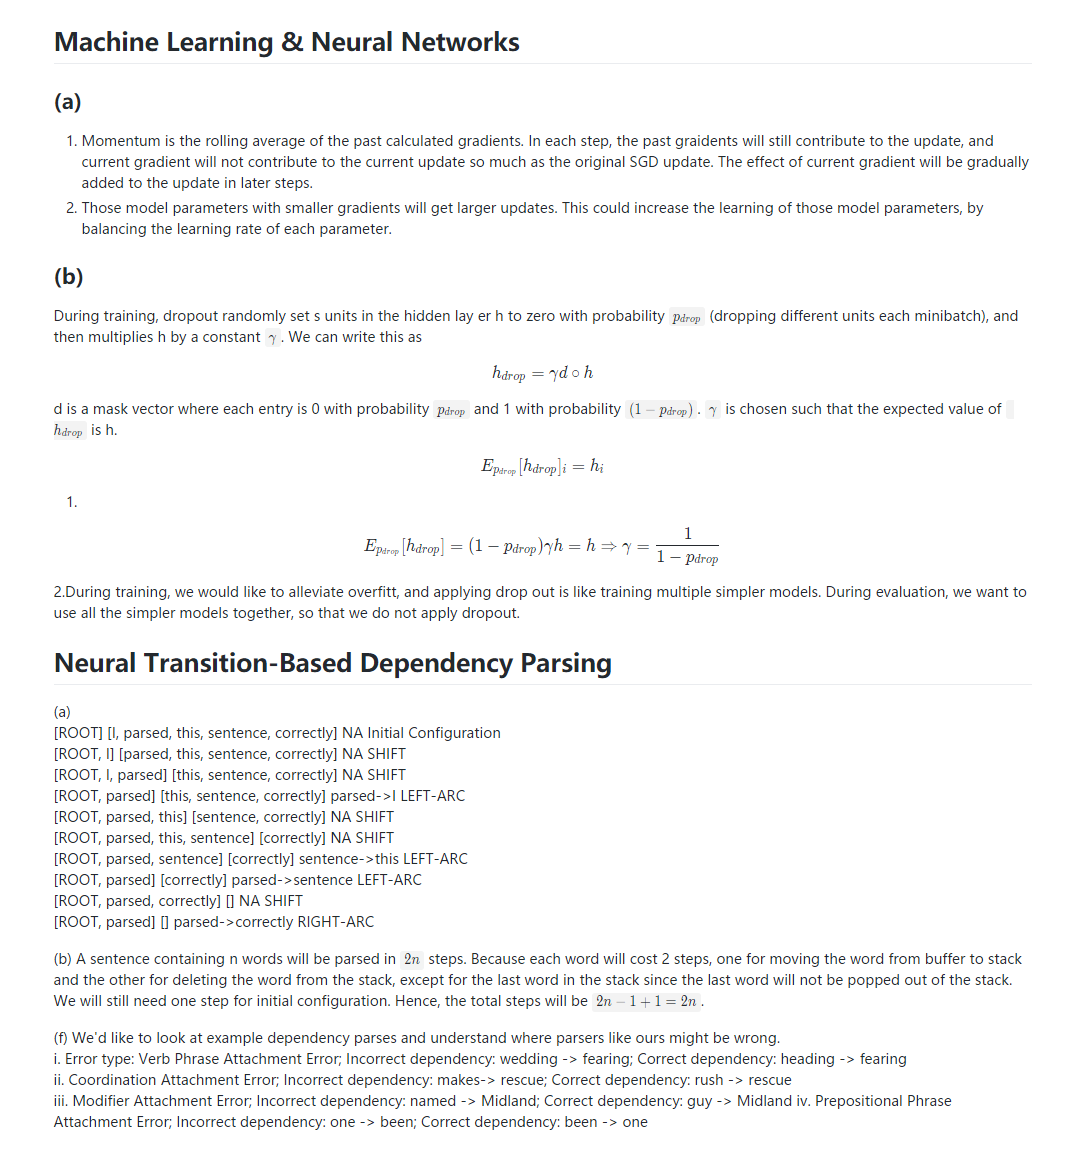 Machine Learning & Neural Networks
(a)
1. Momentum is the rolling average of the past calculated gradients. In each step, the past graidents will still contribute to the update, and
current gradient will not contribute to the current update so much as the original SGD update. The effect of current gradient will be gradually
added to the update in later steps.
2. Those model parameters with smaller gradients will get larger updates. This could increase the learning of those model parameters, by
balancing the learning rate of each parameter.
(b)
During training, dropout randomly set s units in the hidden lay er h to zero with probability p_{drop} (dropping different units each minibatch), and
then multiplies h by a constant γ . We can write this as
h_{drop} = γd ∘ h
d is a mask vector where each entry is 0 with probability p_{drop} and 1 with probability (1 − p_{drop}) . γ is chosen such that the expected value of
h_{drop} is h.
E_{p_{drop}}[h_{drop}]_i = h_i
1.
E_{p_{drop}}[h_{drop}] = (1 − p_{drop})γh = h ⇒ γ = \frac{1}{1 − p_{drop}}
2.During training, we would like to alleviate overfitt, and applying drop out is like training multiple simpler models. During evaluation, we want to
use all the simpler models together, so that we do not apply dropout.
Neural Transition-Based Dependency Parsing
(a)
[ROOT] [I, parsed, this, sentence, correctly] NA Initial Configuration
[ROOT, I] [parsed, this, sentence, correctly] NA SHIFT
[ROOT, I, parsed] [this, sentence, correctly] NA SHIFT
[ROOT, parsed] [this, sentence, correctly] parsed->I LEFT-ARC
[ROOT, parsed, this] [sentence, correctly] NA SHIFT
[ROOT, parsed, this, sentence] [correctly] NA SHIFT
[ROOT, parsed, sentence] [correctly] sentence->this LEFT-ARC
[ROOT, parsed] [correctly] parsed->sentence LEFT-ARC
[ROOT, parsed, correctly] [] NA SHIFT
[ROOT, parsed] [] parsed->correctly RIGHT-ARC
(b) A sentence containing n words will be parsed in 2n steps. Because each word will cost 2 steps, one for moving the word from buffer to stack
and the other for deleting the word from the stack, except for the last word in the stack since the last word will not be popped out of the stack.
We will still need one step for initial configuration. Hence, the total steps will be 2n − 1 + 1 = 2n .
(f) We'd like to look at example dependency parses and understand where parsers like ours might be wrong.
i. Error type: Verb Phrase Attachment Error; Incorrect dependency: wedding -> fearing; Correct dependency: heading -> fearing
ii. Coordination Attachment Error; Incorrect dependency: makes-> rescue; Correct dependency: rush -> rescue
iii. Modifier Attachment Error; Incorrect dependency: named -> Midland; Correct dependency: guy -> Midland iv. Prepositional Phrase
Attachment Error; Incorrect dependency: one -> been; Correct dependency: been -> one